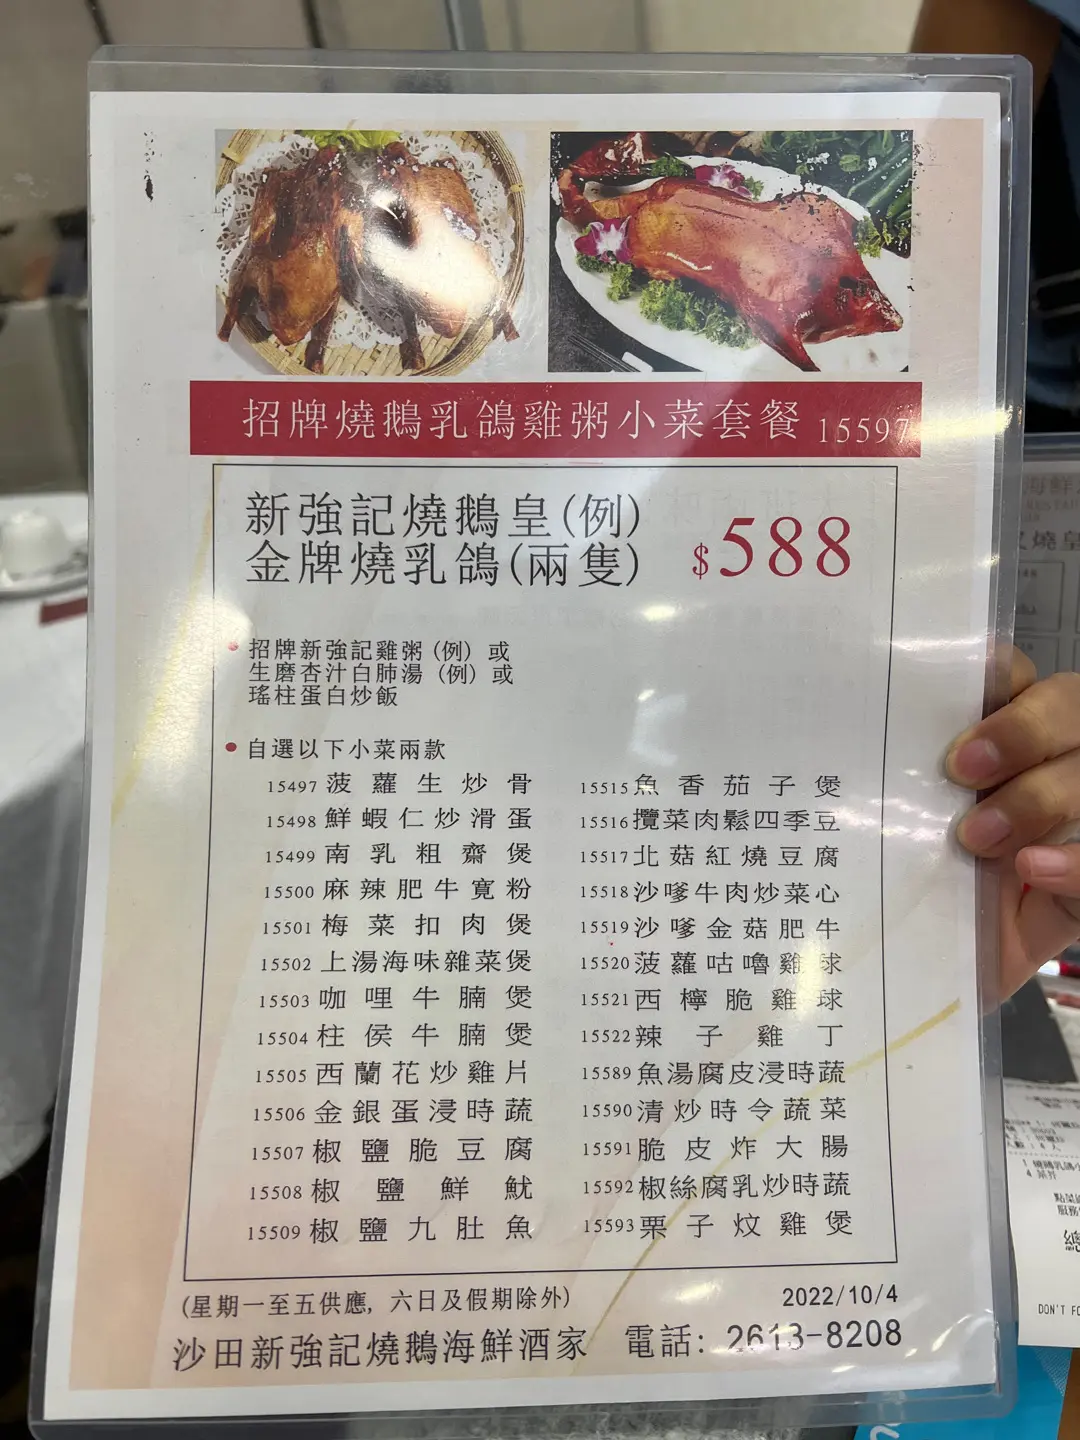 招牌燒鵝乳鴿雞粥小菜套餐 15597
新強記燒鵝皇(例)
金牌燒乳鴿(兩隻)
$588
招牌新強記雞粥 (例) 或
生磨杏汁白肺湯 (例) 或
瑤柱蛋白炒飯
自選以下小菜兩款
15497 菠蘿生炒骨
15498 鮮蝦仁炒滑蛋
15499 南乳粗齋煲
15500 麻辣肥牛寬粉
15501 梅菜扣肉煲
15502 上湯海味雜菜煲
15503 咖哩牛腩煲
15504 柱侯牛腩煲
15505 西蘭花炒雞片
15506 金銀蛋浸時蔬
15507 椒鹽脆豆腐
15508 椒鹽鮮魷
15509 椒鹽九肚魚
15515 魚香茄子煲
15516 攬菜肉鬆四季豆
15517 北菇紅燒豆腐
15518 沙嗲牛肉炒菜心
15519 沙嗲金菇肥牛
15520 菠蘿咕嚕雞球
15521 西檸脆雞球
15522 辣子雞丁
15589 魚湯腐皮浸時蔬
15590 清炒時令蔬菜
15591 脆皮炸大腸
15592 椒絲腐乳炒時蔬
15593 栗子炆雞煲
(星期一至五供應, 六日及假期除外)
2022/10/4
沙田新強記燒鵝海鮮酒家 電話: 2613-8208
DON'T